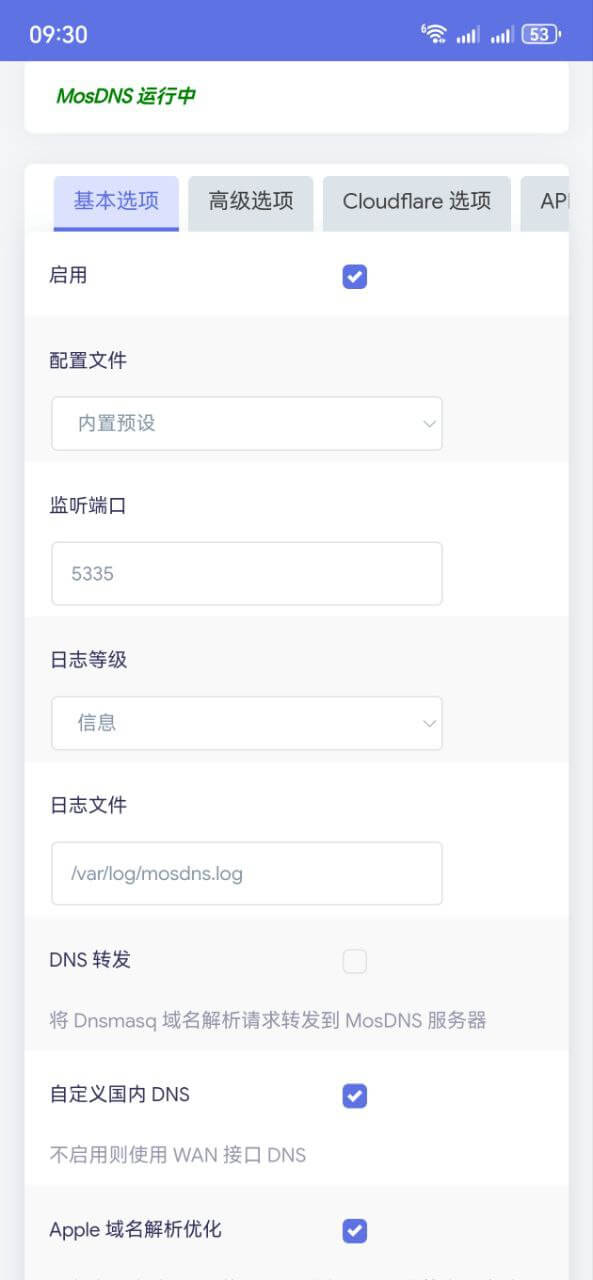 09:30
6
53
MosDNS 运行中
基本选项
高级选项
Cloudflare 选项
API
启用
配置文件
内置预设
监听端口
5335
日志等级
信息
日志文件
/var/log/mosdns.log
DNS 转发
将 Dnsmasq 域名解析请求转发到 MosDNS 服务器
自定义国内 DNS
不启用则使用 WAN 接口 DNS
Apple 域名解析优化